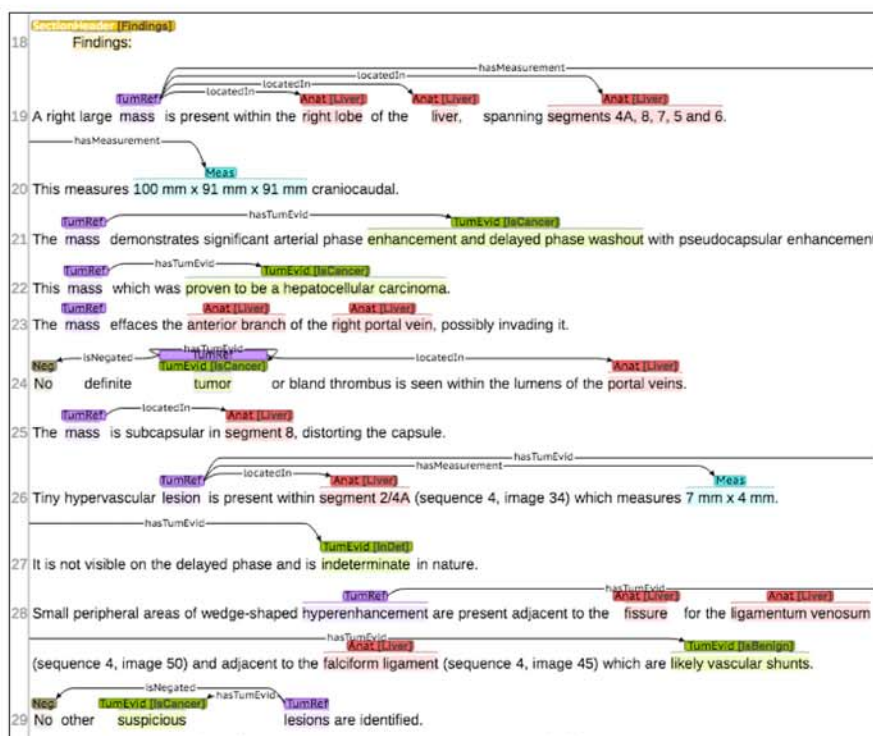 SectionHeader [Findings]
18 Findings:
hasMeasurement
locatedIn
locatedIn
TumRef locatedIn Anat [Liver] Anat [Liver] Anat [Liver]
19 A right large mass is present within the right lobe of the liver, spanning segments 4A, 8, 7, 5 and 6.
hasMeasurement
Meas
20 This measures 100 mm x 91 mm x 91 mm craniocaudal.
TumRef hasTumEvid TumEvid [IsCancer]
21 The mass demonstrates significant arterial phase enhancement and delayed phase washout with pseudocapsular enhancement
TumRef hasTumEvid TumEvid [IsCancer]
22 This mass which was proven to be a hepatocellular carcinoma.
TumRef Anat [Liver] Anat [Liver]
23 The mass effaces the anterior branch of the right portal vein, possibly invading it.
hasTumEvid
isNegated TumRef locatedIn
Neg TumEvid [IsCancer] Anat [Liver]
24 No definite tumor or bland thrombus is seen within the lumens of the portal veins.
TumRef locatedIn Anat [Liver]
25 The mass is subcapsular in segment 8, distorting the capsule.
hasTumEvid
hasMeasurement
TumRef locatedIn Anat [Liver] Meas
26 Tiny hypervascular lesion is present within segment 2/4A (sequence 4, image 34) which measures 7 mm x 4 mm.
hasTumEvid
TumEvid [InDet]
27 It is not visible on the delayed phase and is indeterminate in nature.
hasTumEvid
TumRef Anat [Liver] Anat [Liver]
28 Small peripheral areas of wedge-shaped hyperenhancement are present adjacent to the fissure for the ligamentum venosum
hasTumEvid
Anat [Liver] TumEvid [IsBenign]
(sequence 4, image 50) and adjacent to the falciform ligament (sequence 4, image 45) which are likely vascular shunts.
isNegated
Neg TumEvid [IsCancer] hasTumEvid TumRef
29 No other suspicious lesions are identified.